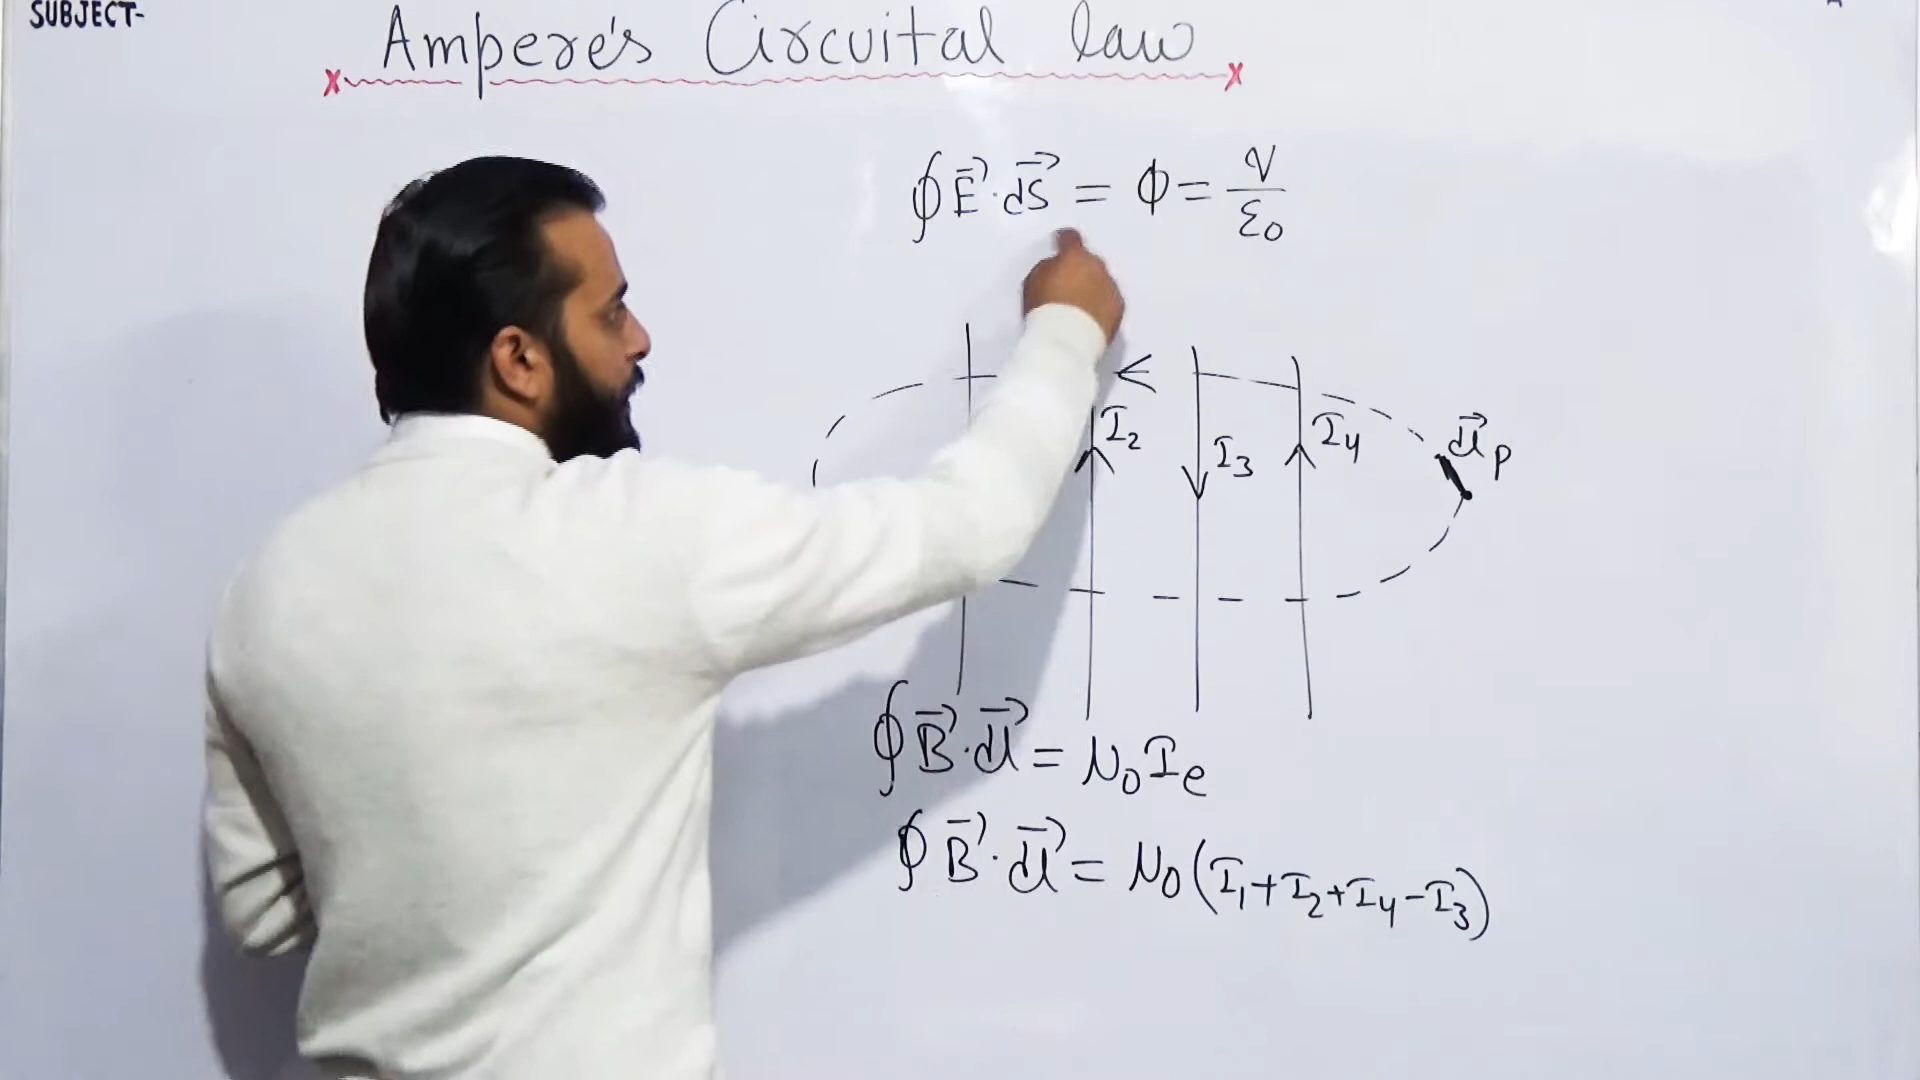 SUBJECT-
Ampere's Circuital law
∮E⃗·dS⃗ = ϕ = q/ε₀
I₂
I₃
I₄
dl⃗
P
∮B⃗·dl⃗ = μ₀Iₑ
∮B⃗·dl⃗ = μ₀(I₁+I₂+I₄-I₃)